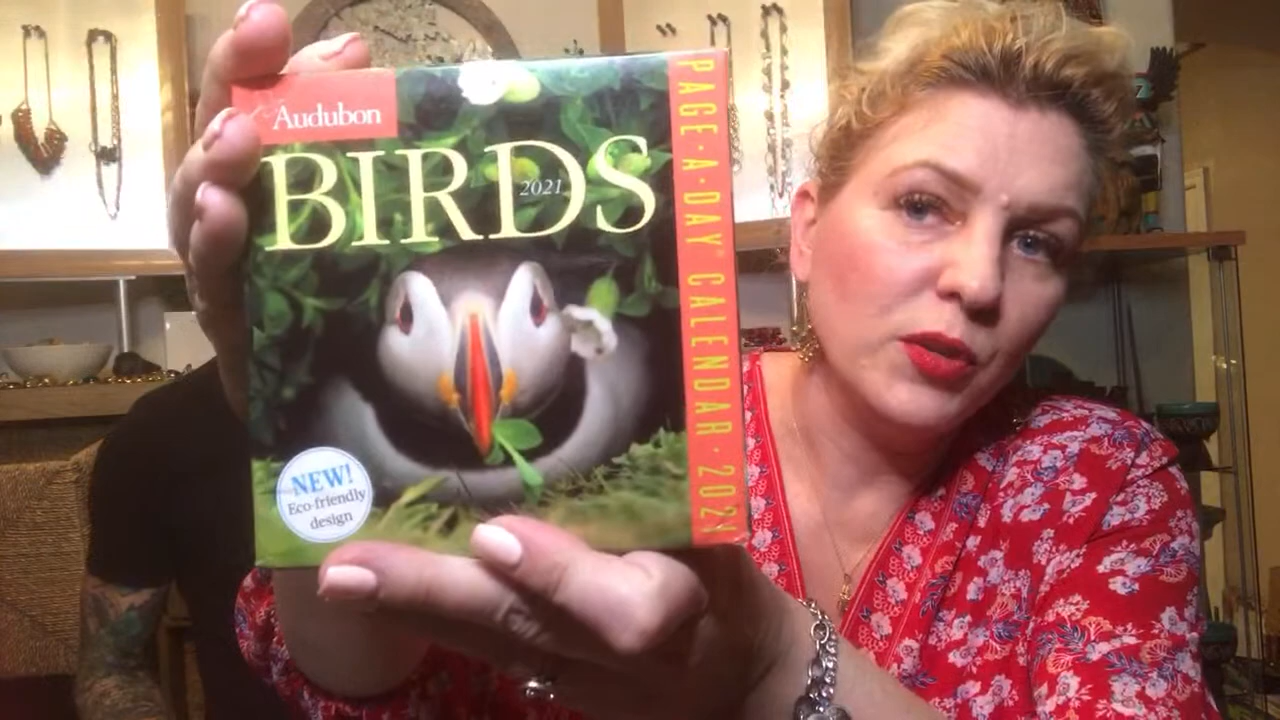 Audubon
BIRDS
2021
PAGE·A·DAY CALENDAR·2021
NEW!
Eco-friendly
design